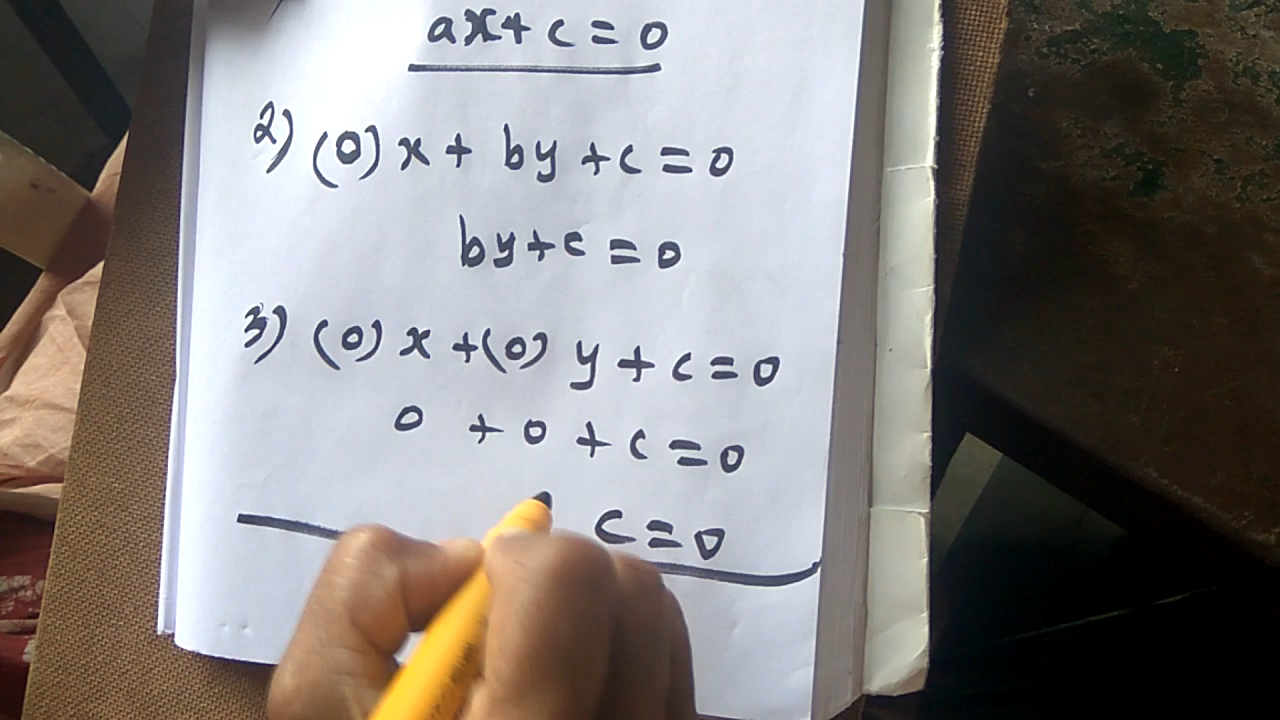 ax+ c = 0
2) (0) x + by + c = 0
by + c = 0
3) (0) x + (0) y + c = 0
0 + 0 + c = 0
c = 0